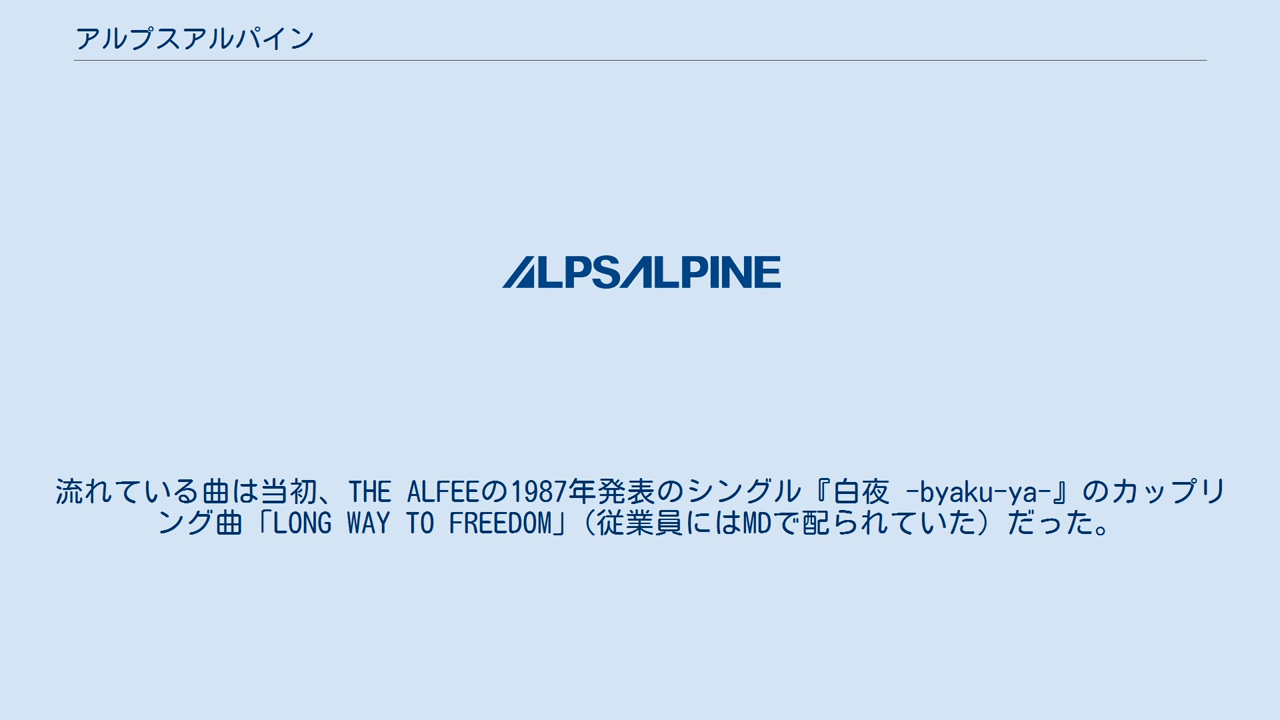 アルプスアルパイン
ALPSALPINE
流れている曲は当初、THE ALFEEの1987年発表のシングル『白夜 -byaku-ya-』のカップリ
ング曲「LONG WAY TO FREEDOM」（従業員にはMDで配られていた）だった。